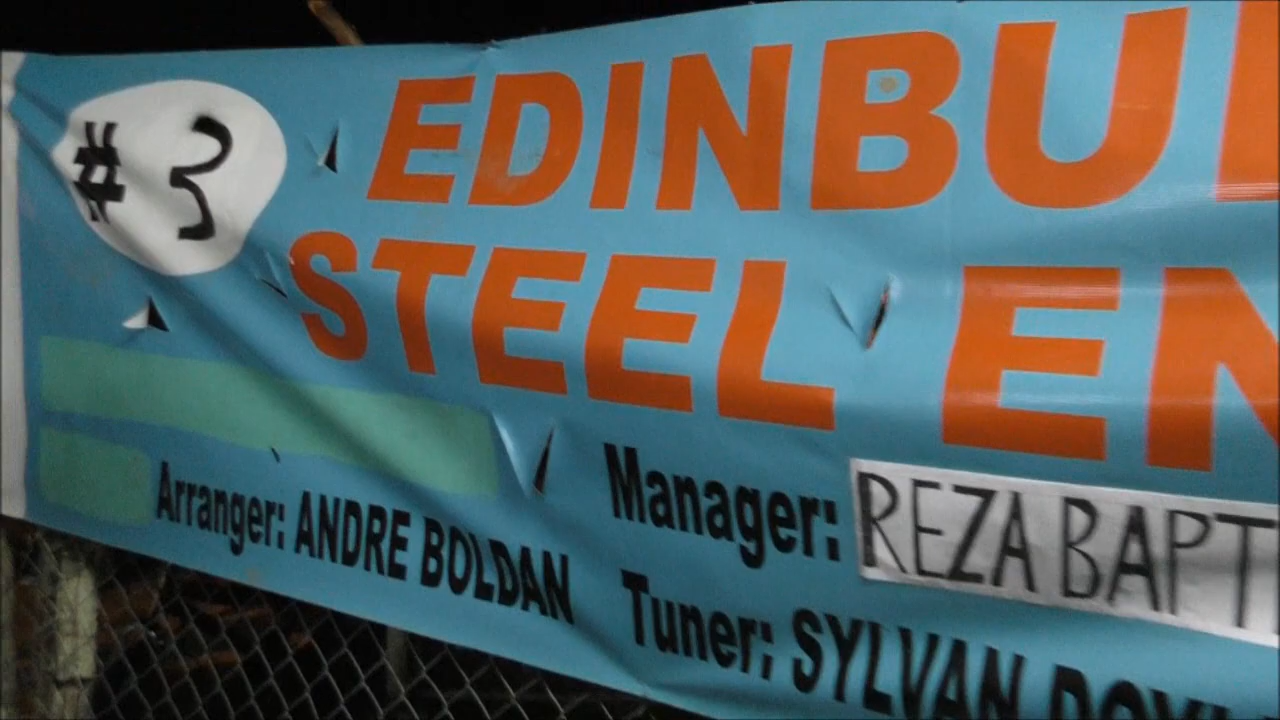 #3
EDINBU
STEEL EN
Arranger: ANDRE BOLDAN
Manager: REZA BAPT
Tuner: SYLVAN